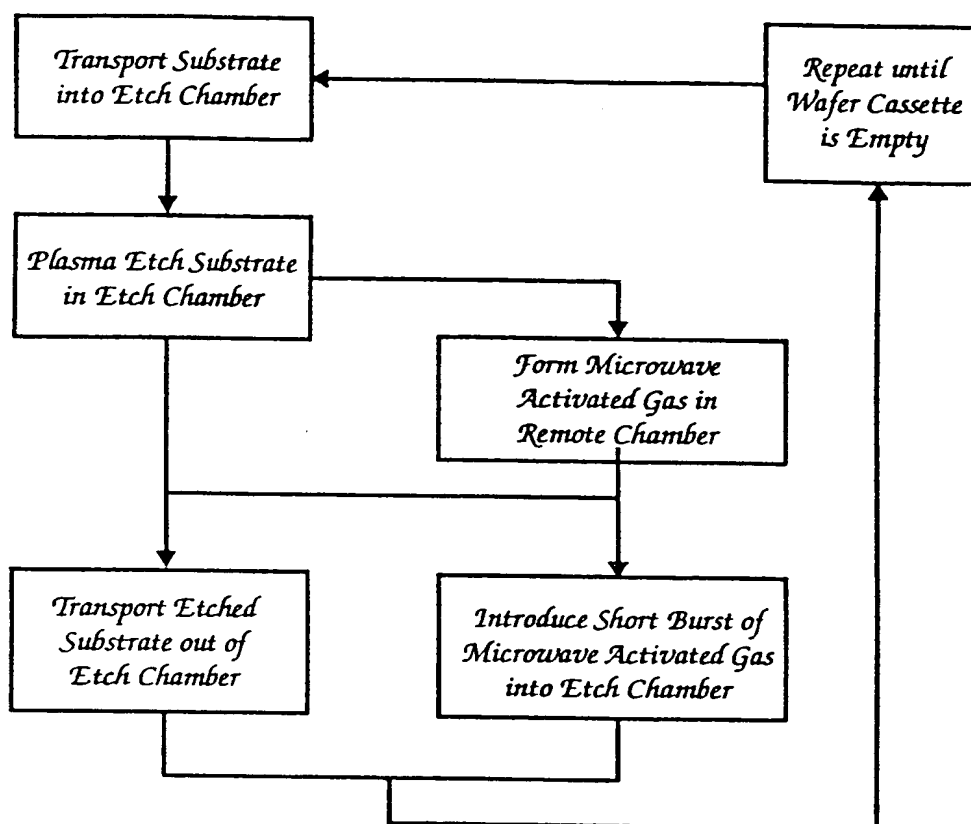 Transport Substrate
into Etch Chamber
Repeat until
Wafer Cassette
is Empty
Plasma Etch Substrate
in Etch Chamber
Form Microwave
Activated Gas in
Remote Chamber
Transport Etched
Substrate out of
Etch Chamber
Introduce Short Burst of
Microwave Activated Gas
into Etch Chamber